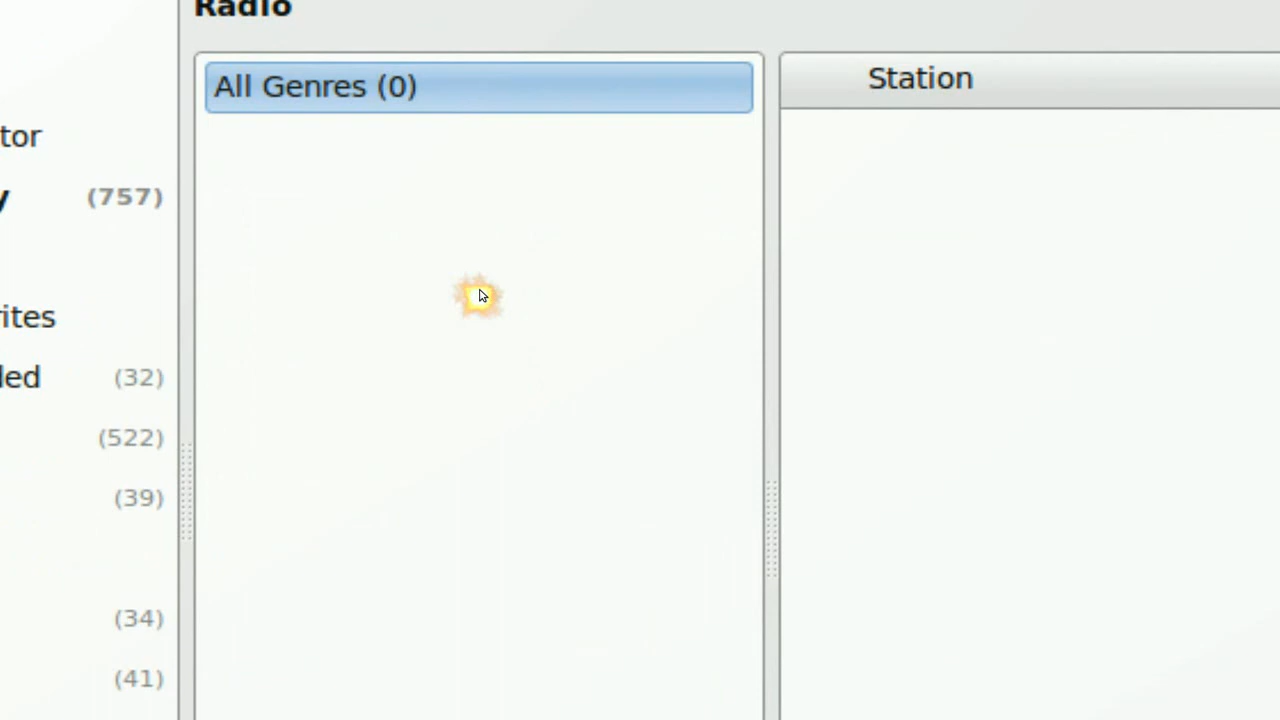 Radio
All Genres (0)
Station
tor
y (757)
rites
led (32)
(522)
(39)
(34)
(41)